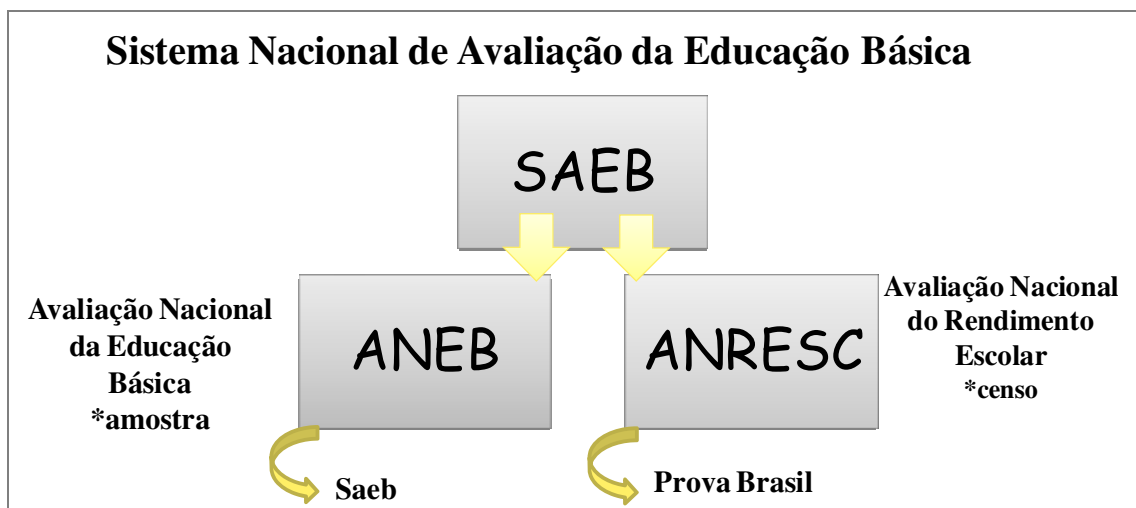 Sistema Nacional de Avaliação da Educação Básica
SAEB
Avaliação Nacional
da Educação
Básica
*amostra
ANEB
ANRESC
Avaliação Nacional
do Rendimento
Escolar
*censo
Saeb
Prova Brasil